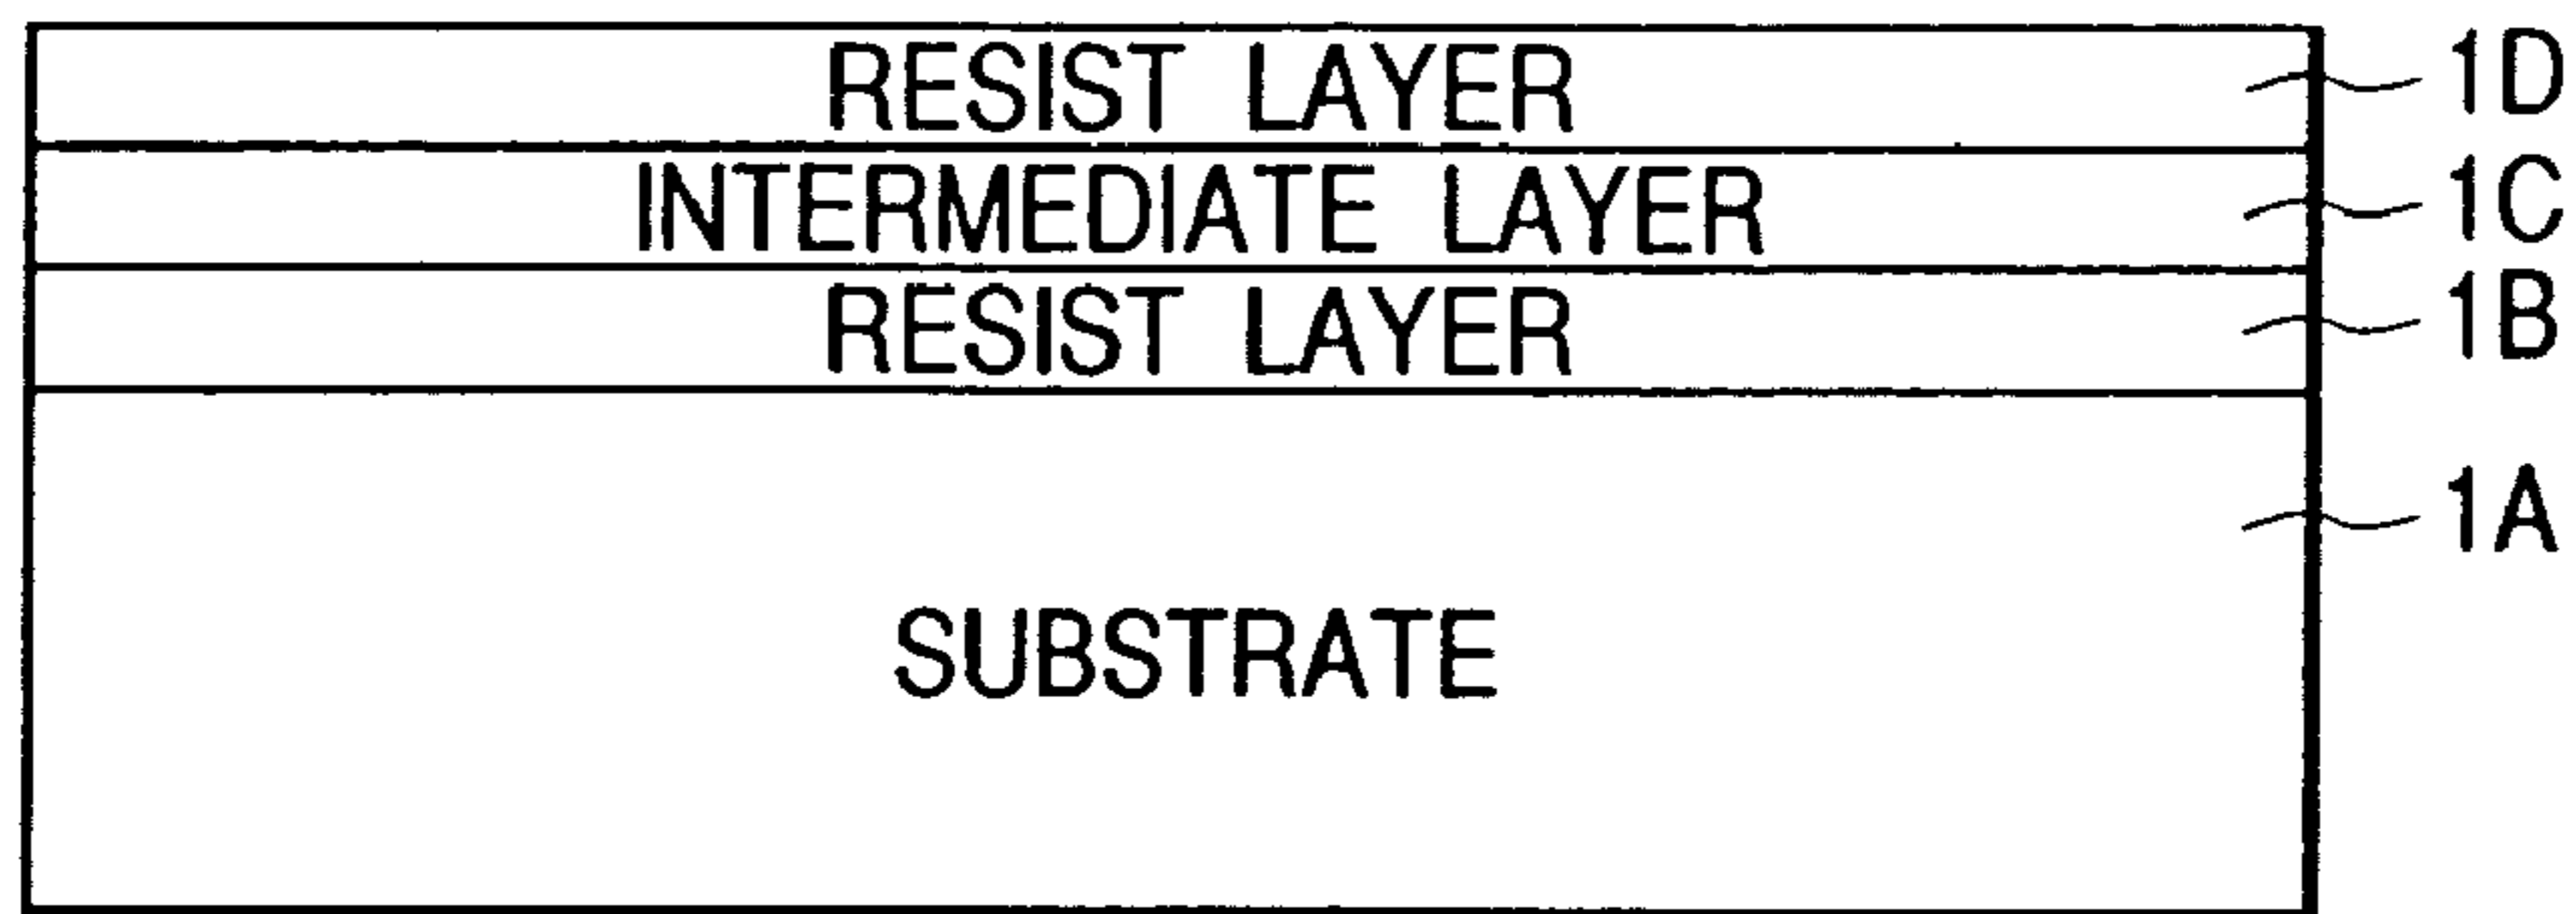 RESIST LAYER 1D
INTERMEDIATE LAYER 1C
RESIST LAYER 1B
1A
SUBSTRATE